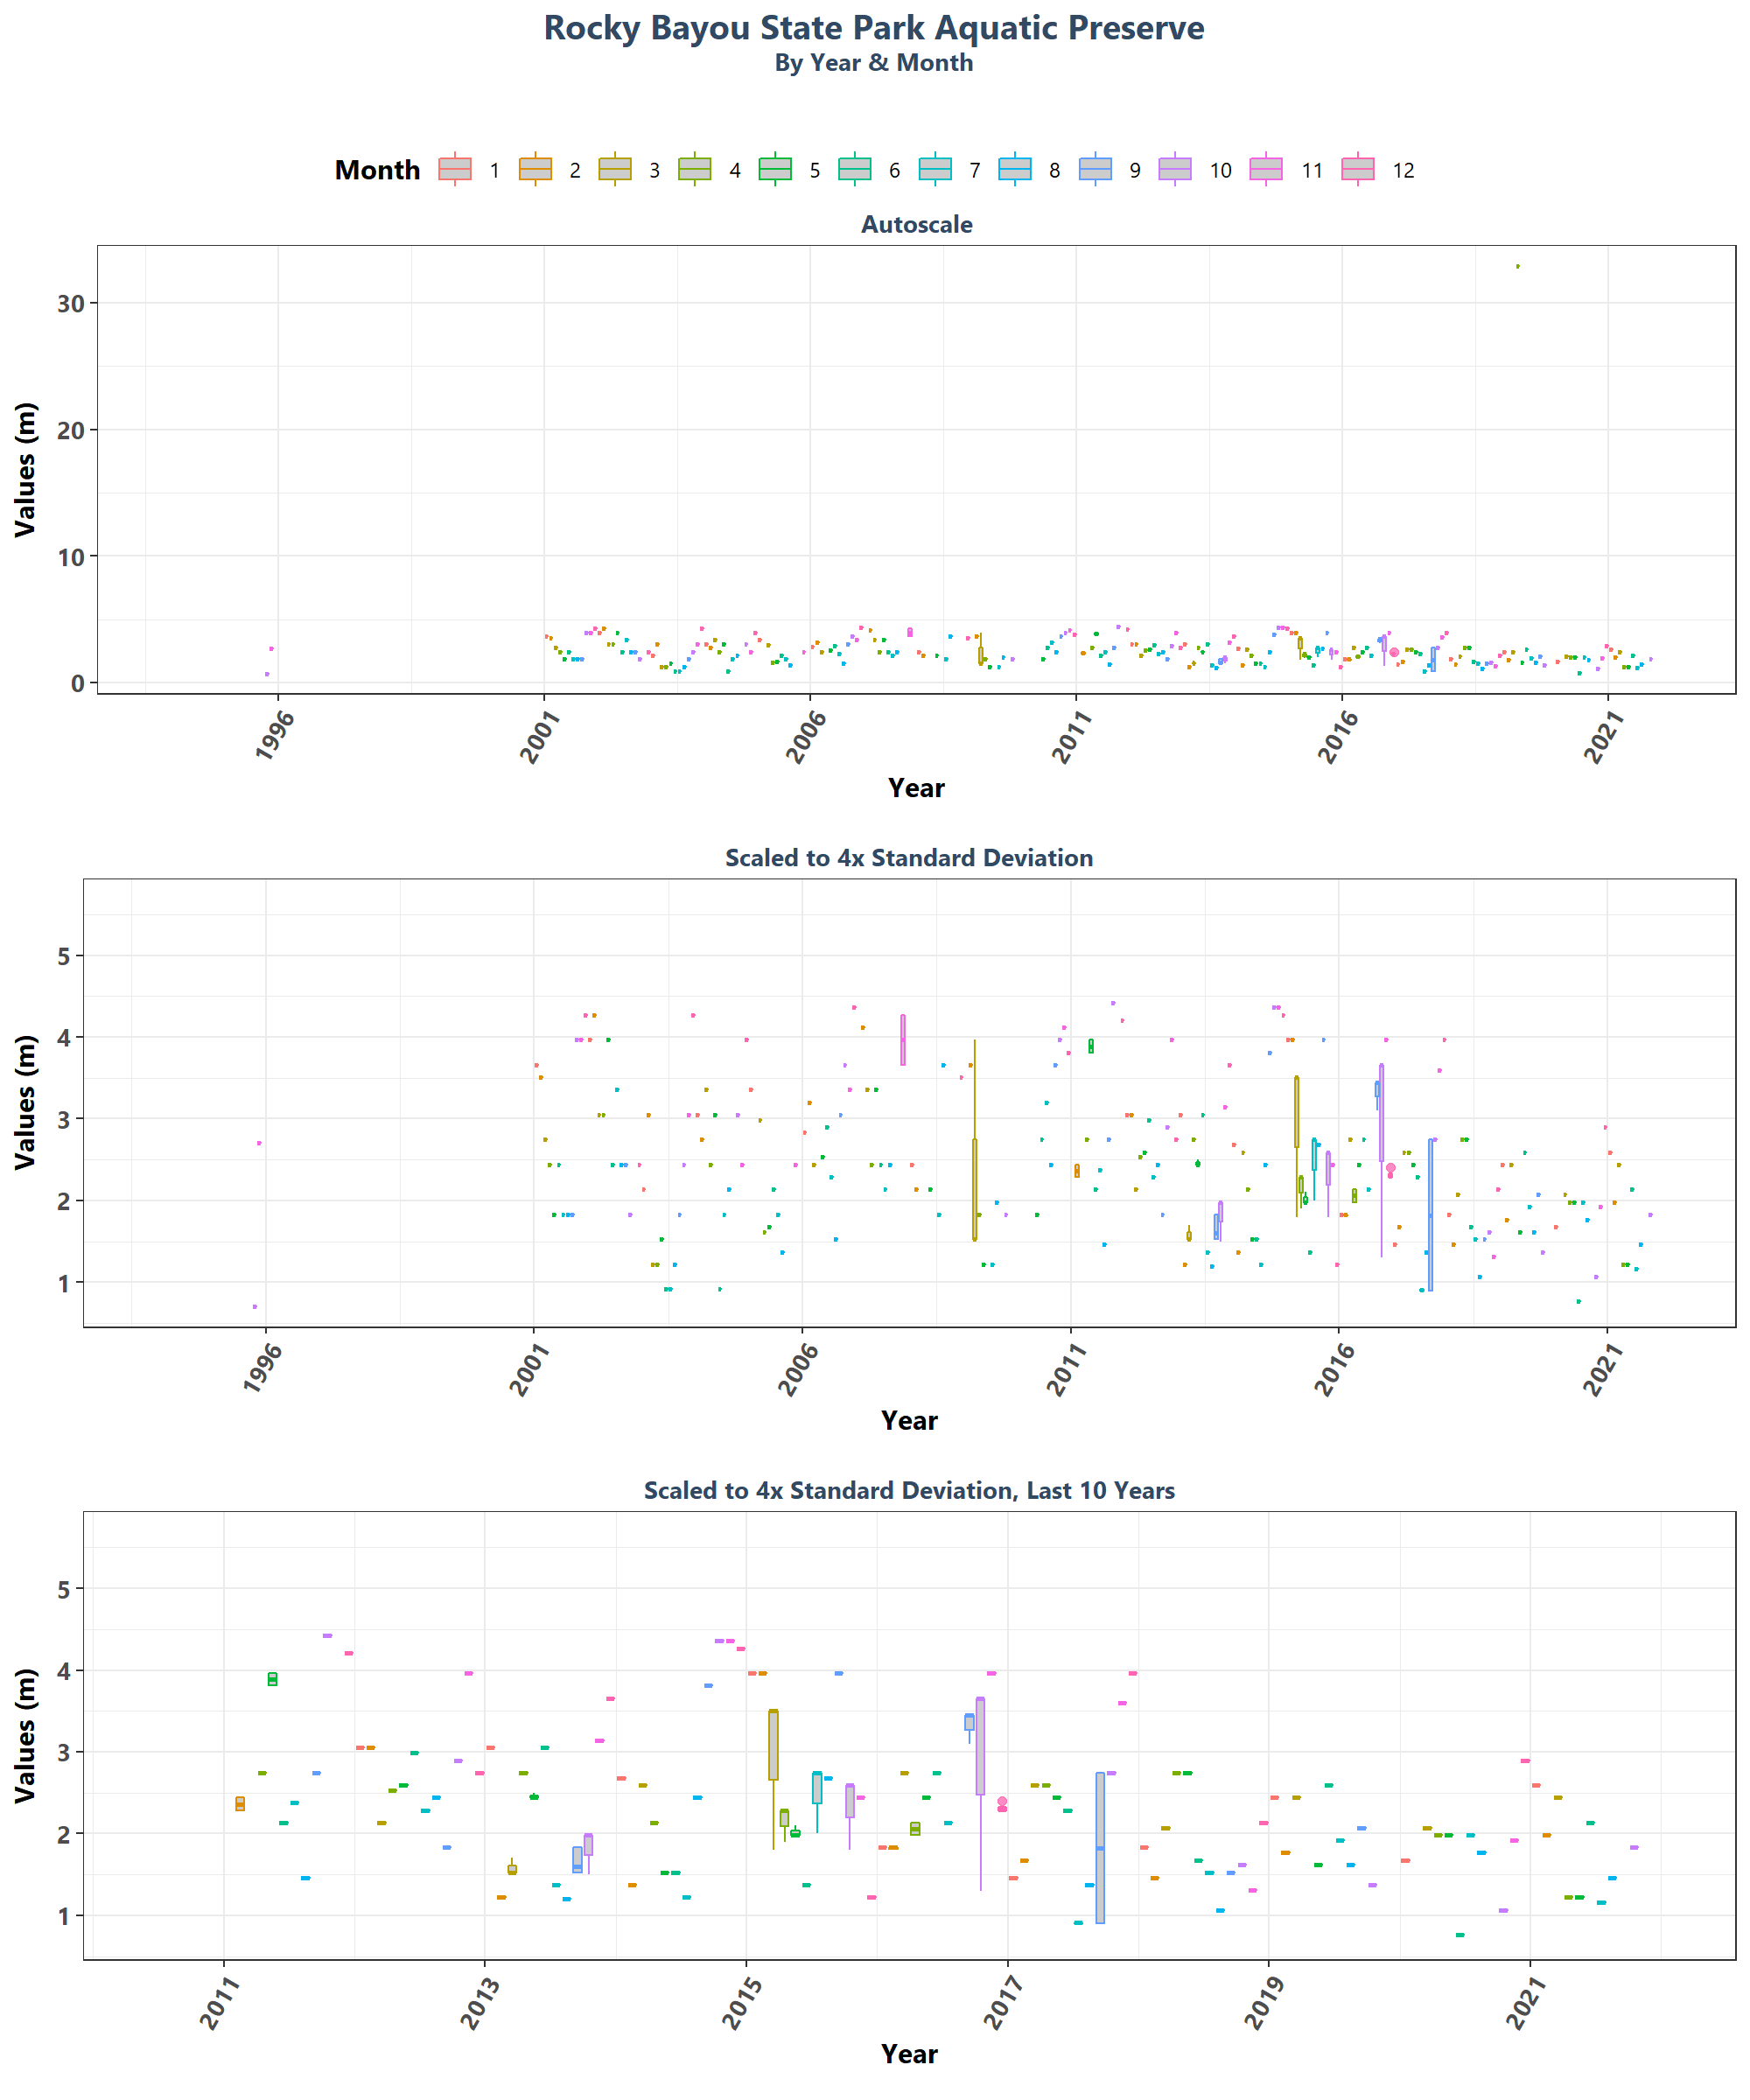 Rocky Bayou State Park Aquatic Preserve
By Year & Month
Month 1 2 3 4 5 6 7 8 9 10 11 12
Autoscale
Values (m)
30
20
10
0
1996 2001 2006 2011 2016 2021
Year
Scaled to 4x Standard Deviation
Values (m)
5
4
3
2
1
1996 2001 2006 2011 2016 2021
Year
Scaled to 4x Standard Deviation, Last 10 Years
Values (m)
5
4
3
2
1
2011 2013 2015 2017 2019 2021
Year